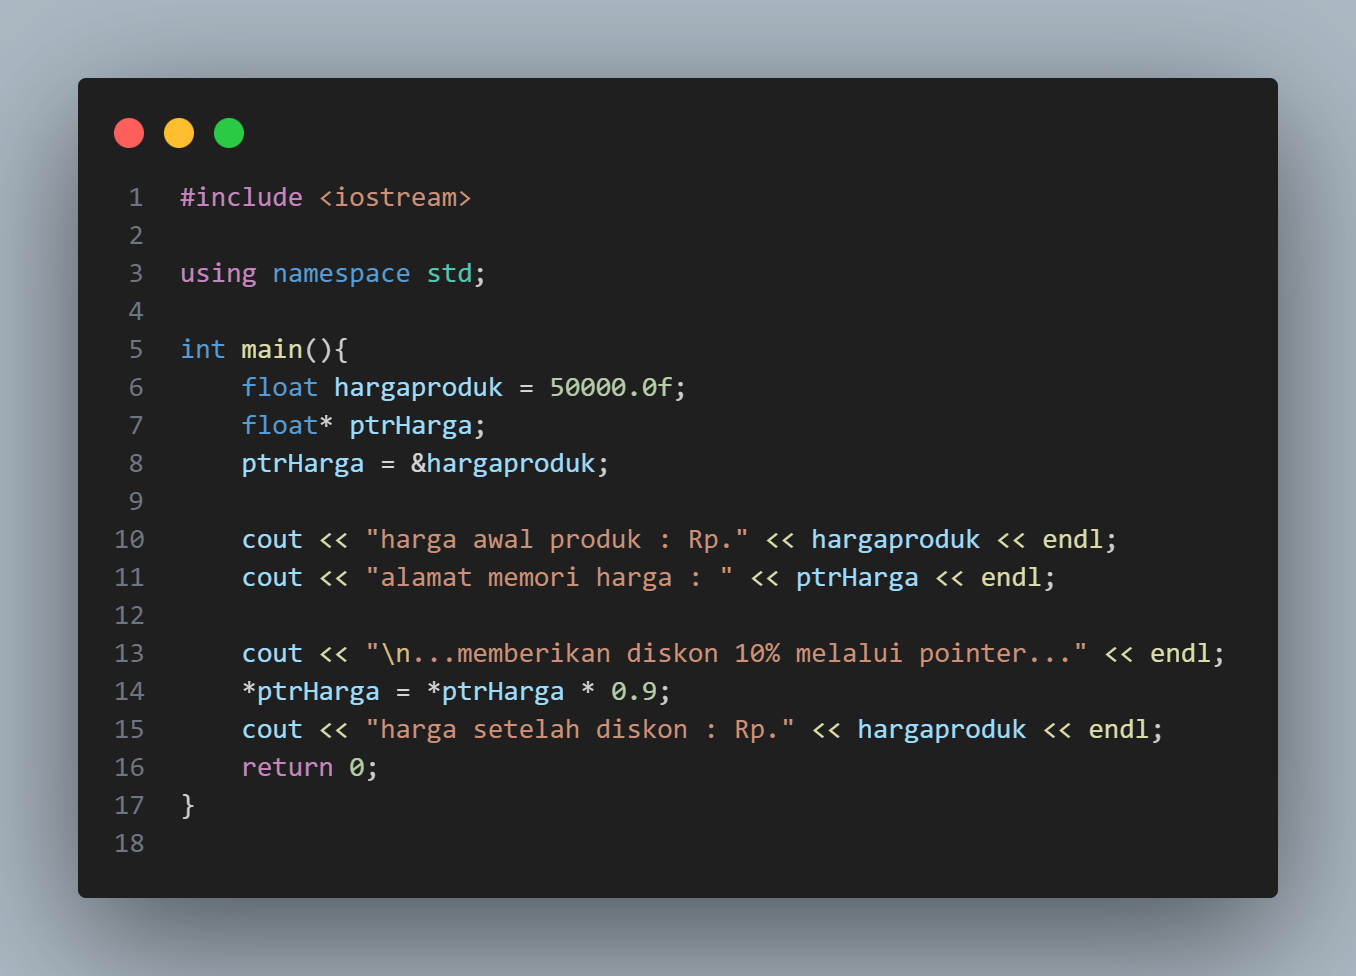 1 #include <iostream>
2
3 using namespace std;
4
5 int main(){
6     float hargaproduk = 50000.0f;
7     float* ptrHarga;
8     ptrHarga = &hargaproduk;
9
10     cout << "harga awal produk : Rp." << hargaproduk << endl;
11     cout << "alamat memori harga : " << ptrHarga << endl;
12
13     cout << "\n...memberikan diskon 10% melalui pointer..." << endl;
14     *ptrHarga = *ptrHarga * 0.9;
15     cout << "harga setelah diskon : Rp." << hargaproduk << endl;
16     return 0;
17 }
18